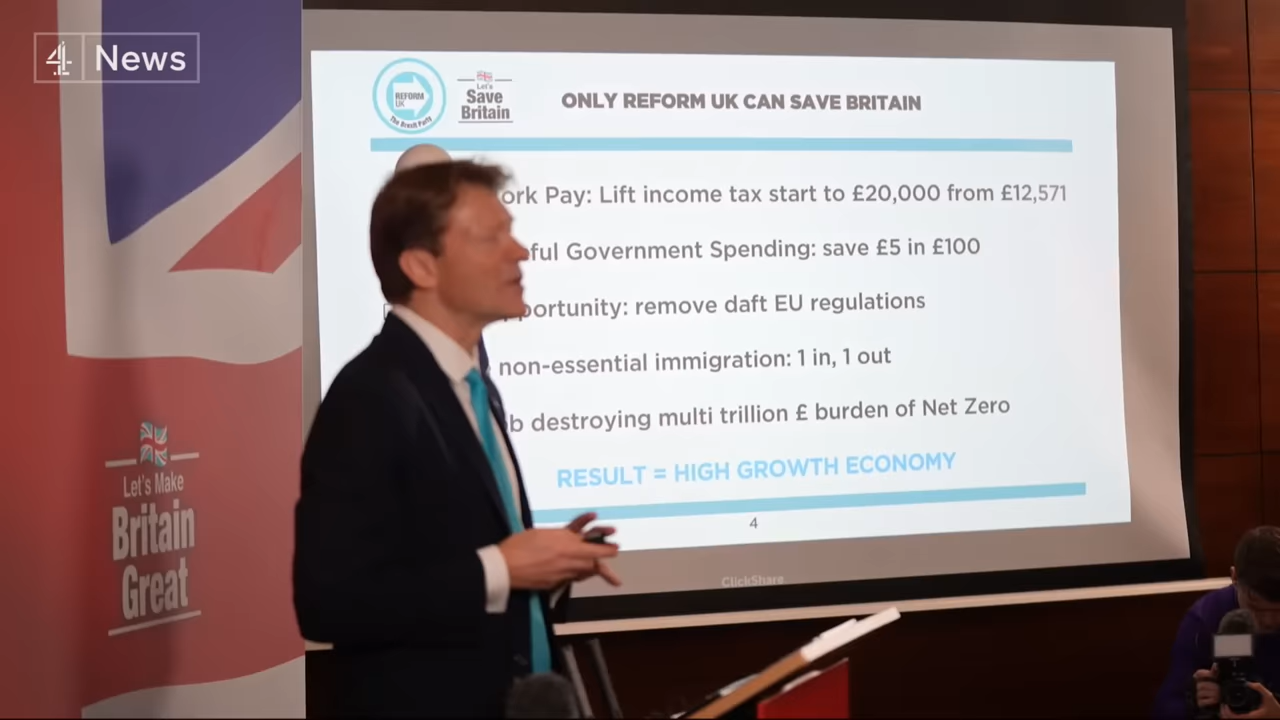 4 News
REFORM
UK
The Brexit Party
Let's
Save
Britain
ONLY REFORM UK CAN SAVE BRITAIN
Pay: Lift income tax start to £20,000 from £12,571
Government Spending: save £5 in £100
remove daft EU regulations
non-essential immigration: 1 in, 1 out
destroying multi trillion £ burden of Net Zero
RESULT = HIGH GROWTH ECONOMY
4
ClickShare
Let's Make
Britain
Great